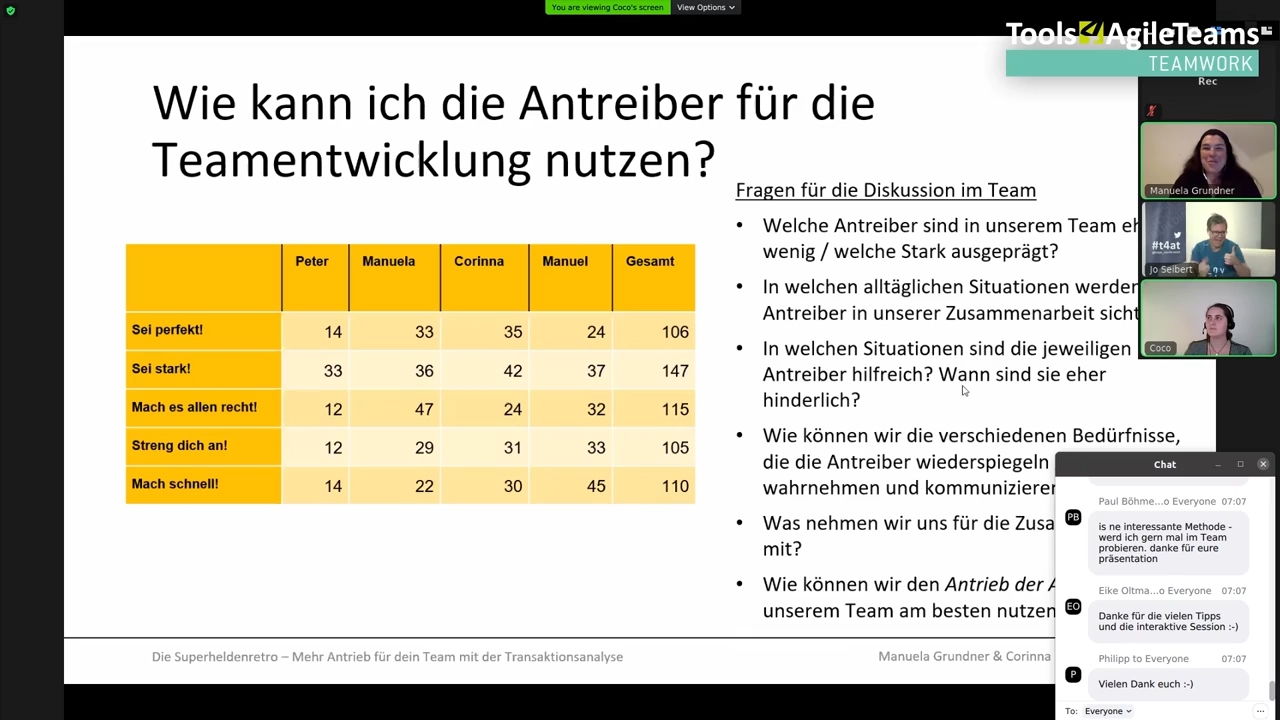 You are viewing Coco's screen
View Options
Tools4AgileTeams
TEAMWORK
Rec
Wie kann ich die Antreiber für die
Teamentwicklung nutzen?
Peter Manuela Corinna Manuel Gesamt
Sei perfekt! 14 33 35 24 106
Sei stark! 33 36 42 37 147
Mach es allen recht! 12 47 24 32 115
Streng dich an! 12 29 31 33 105
Mach schnell! 14 22 30 45 110
Fragen für die Diskussion im Team
• Welche Antreiber sind in unserem Team eh
wenig / welche Stark ausgeprägt?
• In welchen alltäglichen Situationen werden
Antreiber in unserer Zusammenarbeit sicht
• In welchen Situationen sind die jeweiligen
Antreiber hilfreich? Wann sind sie eher
hinderlich?
• Wie können wir die verschiedenen Bedürfnisse,
die die Antreiber wiederspiegeln
wahrnehmen und kommunizieren
• Was nehmen wir uns für die Zusa
mit?
• Wie können wir den Antrieb der A
unserem Team am besten nutzen
Die Superheldenretro – Mehr Antrieb für dein Team mit der Transaktionsanalyse
Manuela Grundner & Corinna
Manuela Grundner
#t4at
Jo Seibert
Coco
Chat
Paul Böhme...o Everyone 07:07
PB
is ne interessante Methode -
werd ich gern mal im Team
probieren. danke für eure
präsentation
Eike Oltma...o Everyone 07:07
EO
Danke für die vielen Tipps
und die interaktive Session :-)
Philipp to Everyone 07:07
P
Vielen Dank euch :-)
To: Everyone